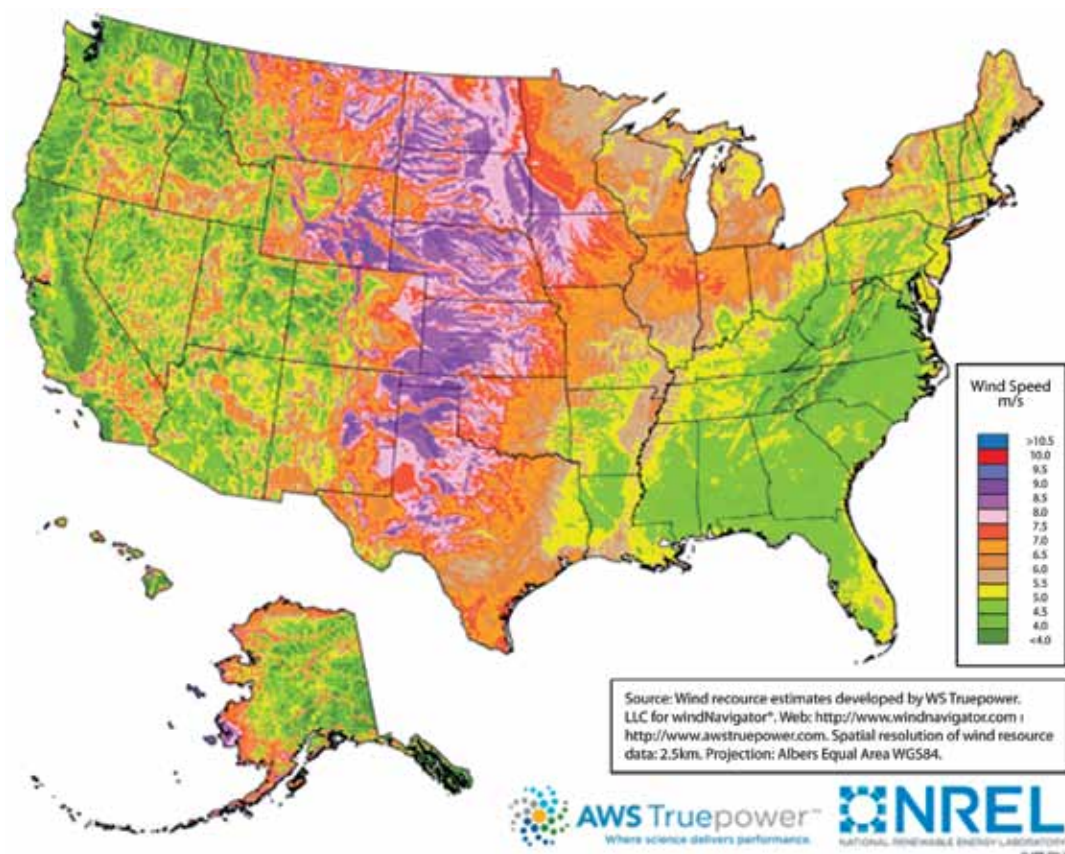 Wind Speed
m/s
>10.5
10.0
9.5
9.0
8.5
8.0
7.5
7.0
6.5
6.0
5.5
5.0
4.5
4.0
<4.0
Source: Wind recource estimates developed by WS Truepower.
LLC for windNavigator®. Web: http://www.windnavigator.com ı
http://www.awstruepower.com. Spatial resolution of wind resource
data: 2.5km. Projection: Albers Equal Area WGS84.
AWS Truepower™
Where science delivers performance.
NREL
NATIONAL RENEWABLE ENERGY LABORATORY